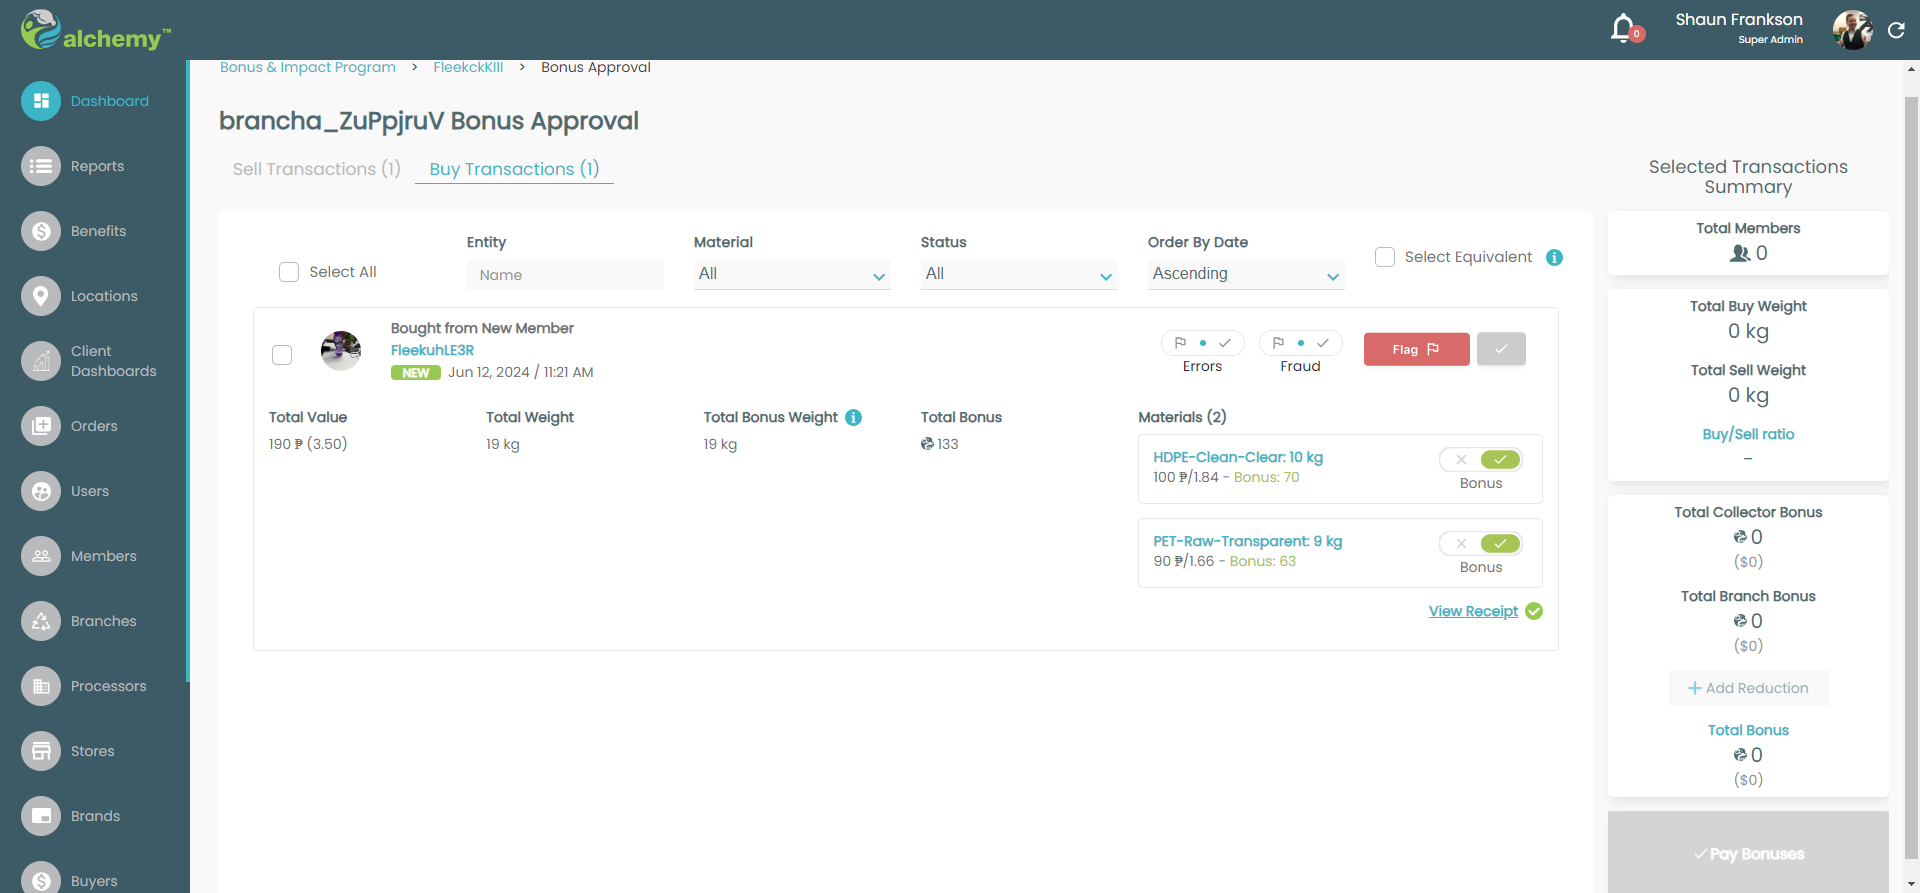 alchemy™
0
Shaun Frankson
Super Admin
Dashboard
Reports
Benefits
Locations
Client
Dashboards
Orders
Users
Members
Branches
Processors
Stores
Brands
Buyers
Bonus & Impact Program > FleekckKlll > Bonus Approval
brancha_ZuPpjruV Bonus Approval
Sell Transactions (1) Buy Transactions (1)
Select All
Entity
Name
Material
All
Status
All
Order By Date
Ascending
Select Equivalent
Bought from New Member
FleekuhLE3R
NEW Jun 12, 2024 / 11:21 AM
Errors
Fraud
Flag
Total Value
190 ₱ (3.50)
Total Weight
19 kg
Total Bonus Weight
19 kg
Total Bonus
133
Materials (2)
HDPE-Clean-Clear: 10 kg
100 ₱/1.84 - Bonus: 70
Bonus
PET-Raw-Transparent: 9 kg
90 ₱/1.66 - Bonus: 63
Bonus
View Receipt
Selected Transactions
Summary
Total Members
0
Total Buy Weight
0 kg
Total Sell Weight
0 kg
Buy/Sell ratio
–
Total Collector Bonus
0
($0)
Total Branch Bonus
0
($0)
+ Add Reduction
Total Bonus
0
($0)
Pay Bonuses